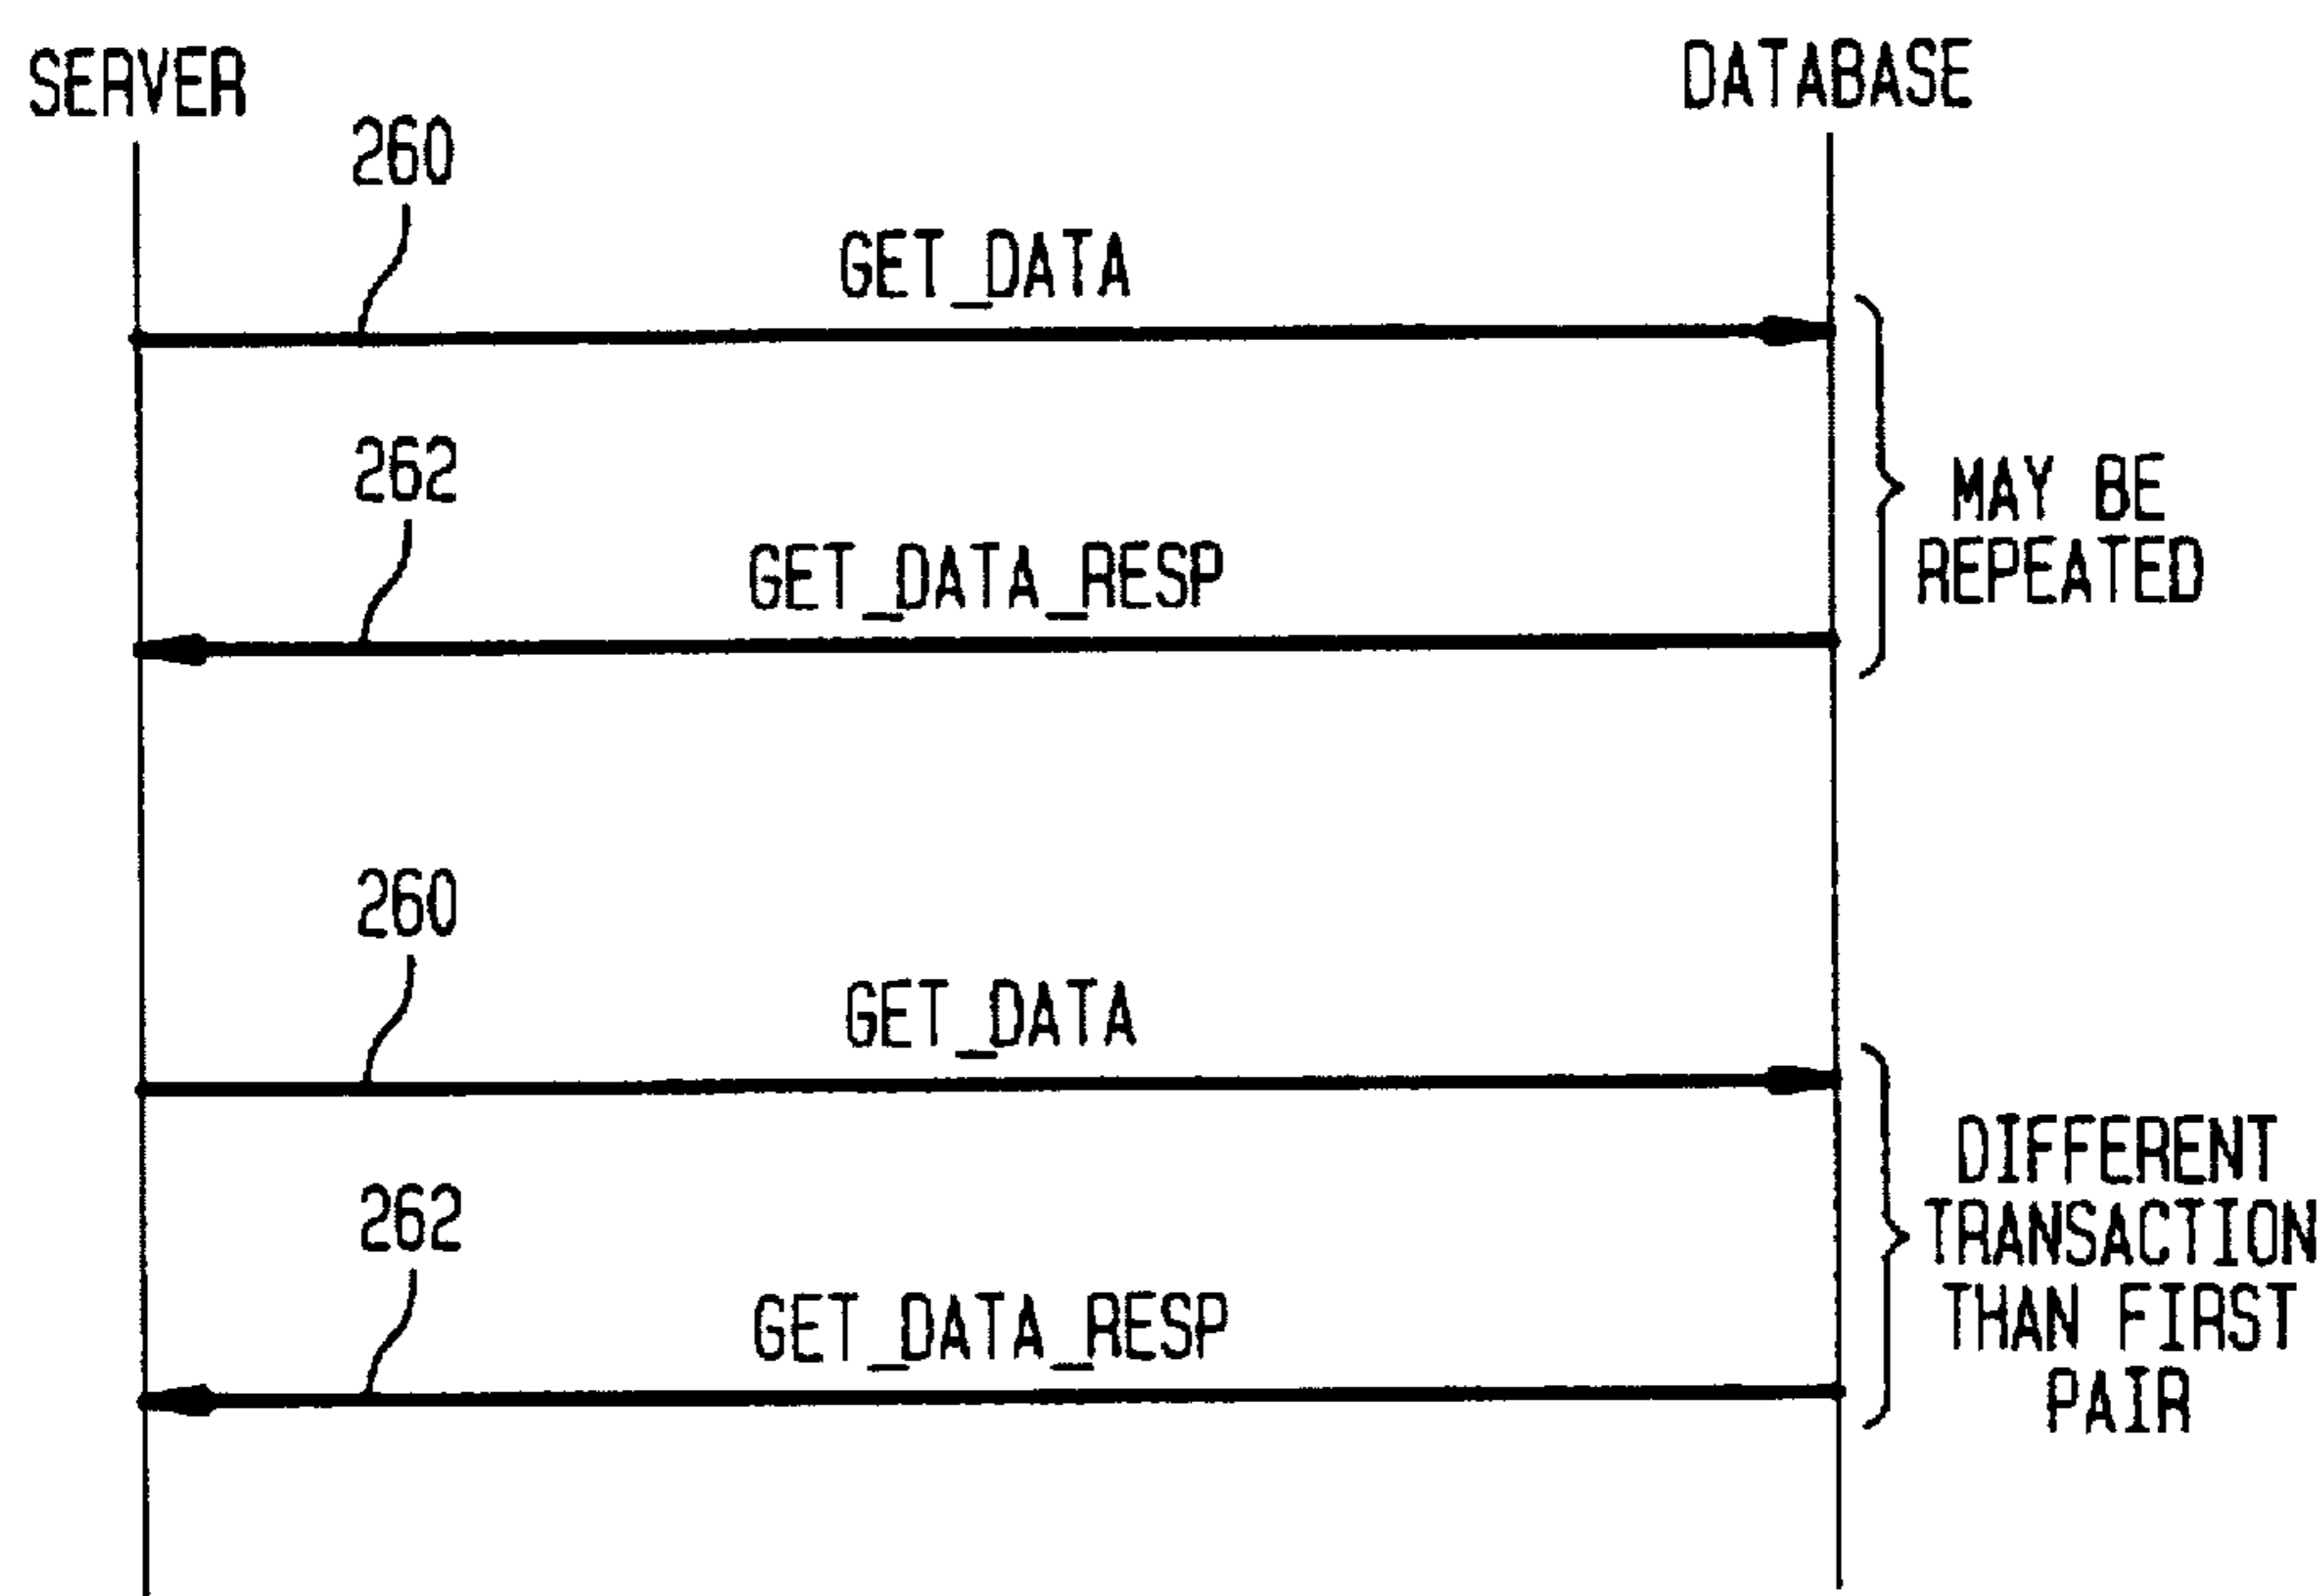 SERVER
DATABASE
260
GET_DATA
262
GET_DATA_RESP
MAY BE
REPEATED
260
GET_DATA
262
GET_DATA_RESP
DIFFERENT
TRANSACTION
THAN FIRST
PAIR